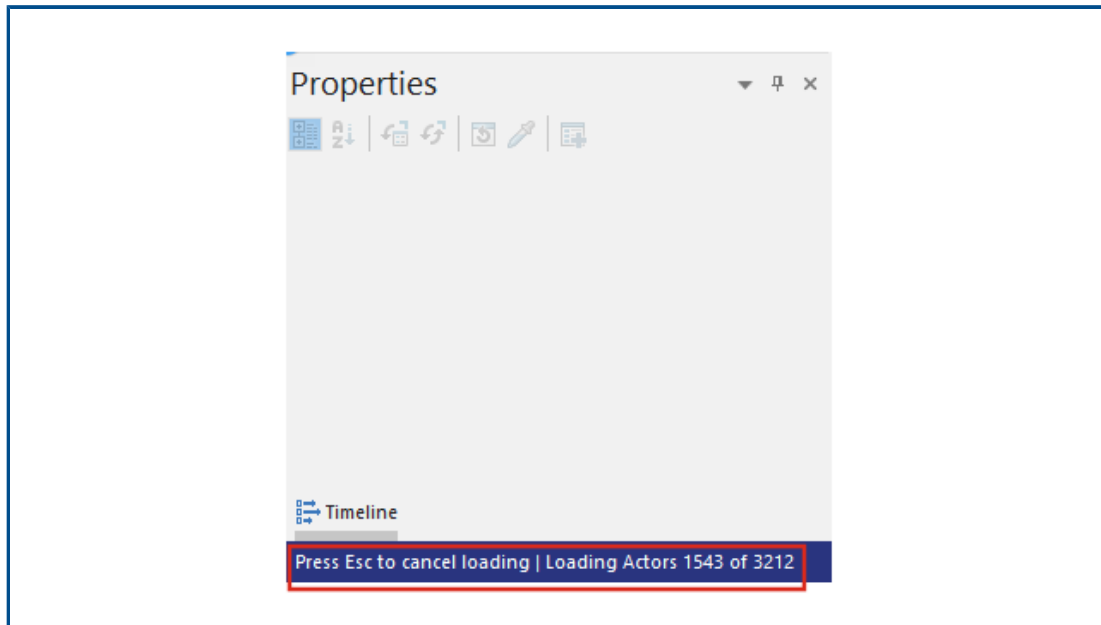 Properties
Timeline
Press Esc to cancel loading | Loading Actors 1543 of 3212